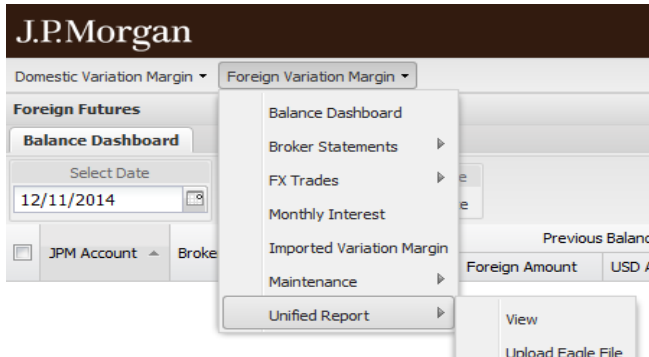 J.P.Morgan
Domestic Variation Margin Foreign Variation Margin
Foreign Futures
Balance Dashboard
Balance Dashboard
Broker Statements
Select Date
FX Trades
12/11/2014
Monthly Interest
Imported Variation Margin
Previous
JPM Account
Foreign Amount USD
Maintenance
Unified Report
View
Upload Eagle File